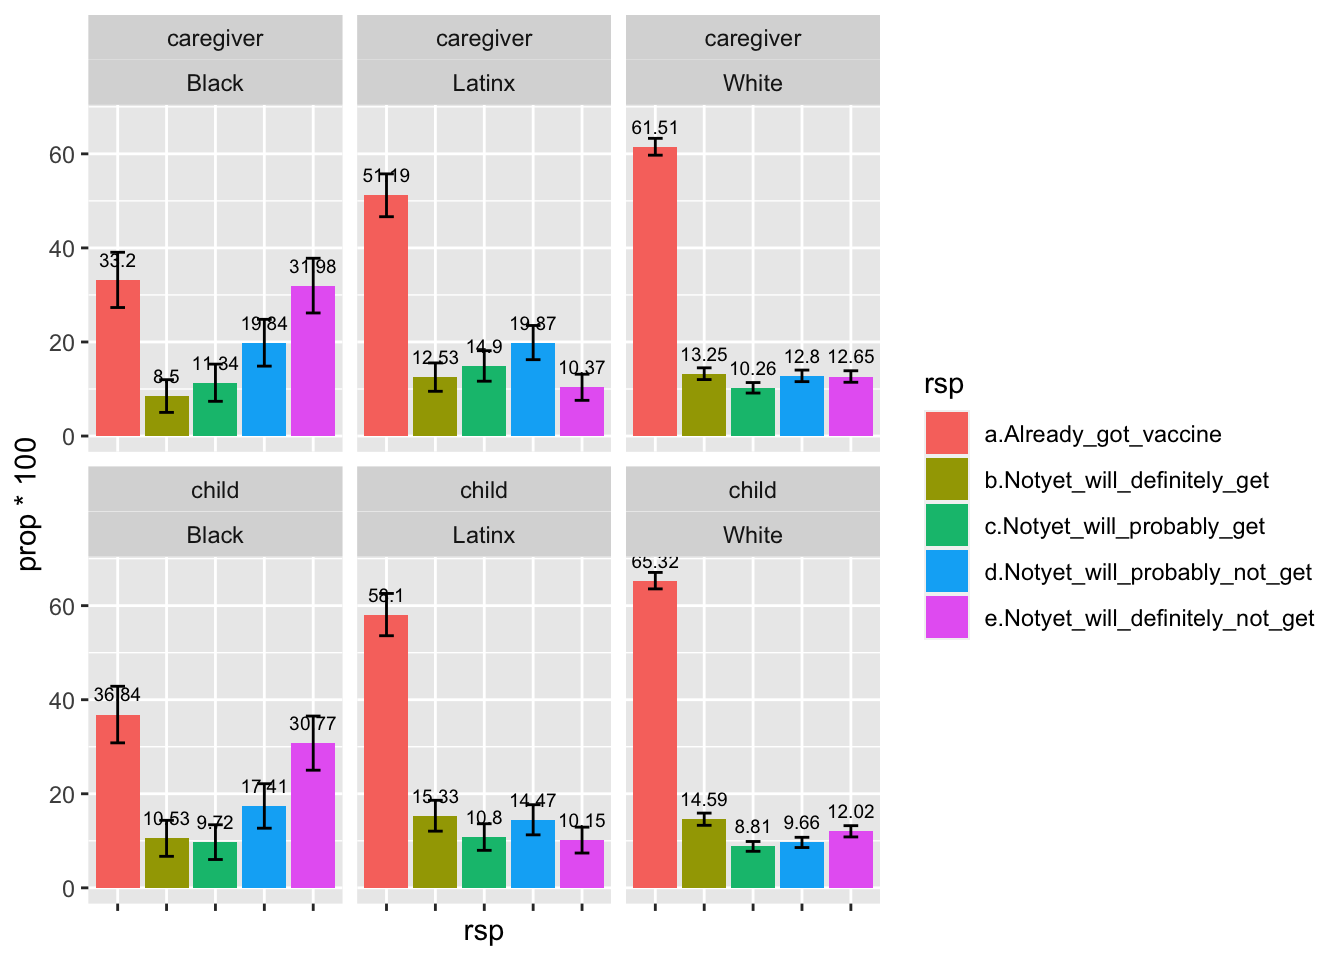 caregiver caregiver caregiver
Black Latinx White
60
40
20
0
33.2 8.5 11.34 19.84 31.98
51.19 12.53 14.9 19.87 10.37
61.51 13.25 10.26 12.8 12.65
child child child
Black Latinx White
60
40
20
0
36.84 10.53 9.72 17.41 30.77
58.1 15.33 10.8 14.47 10.15
65.32 14.59 8.81 9.66 12.02
prop * 100
rsp
rsp
a.Already_got_vaccine
b.Notyet_will_definitely_get
c.Notyet_will_probably_get
d.Notyet_will_probably_not_get
e.Notyet_will_definitely_not_get